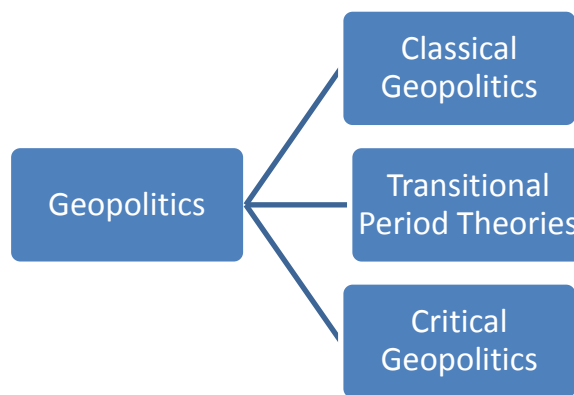 Geopolitics
Classical
Geopolitics
Transitional
Period Theories
Critical
Geopolitics